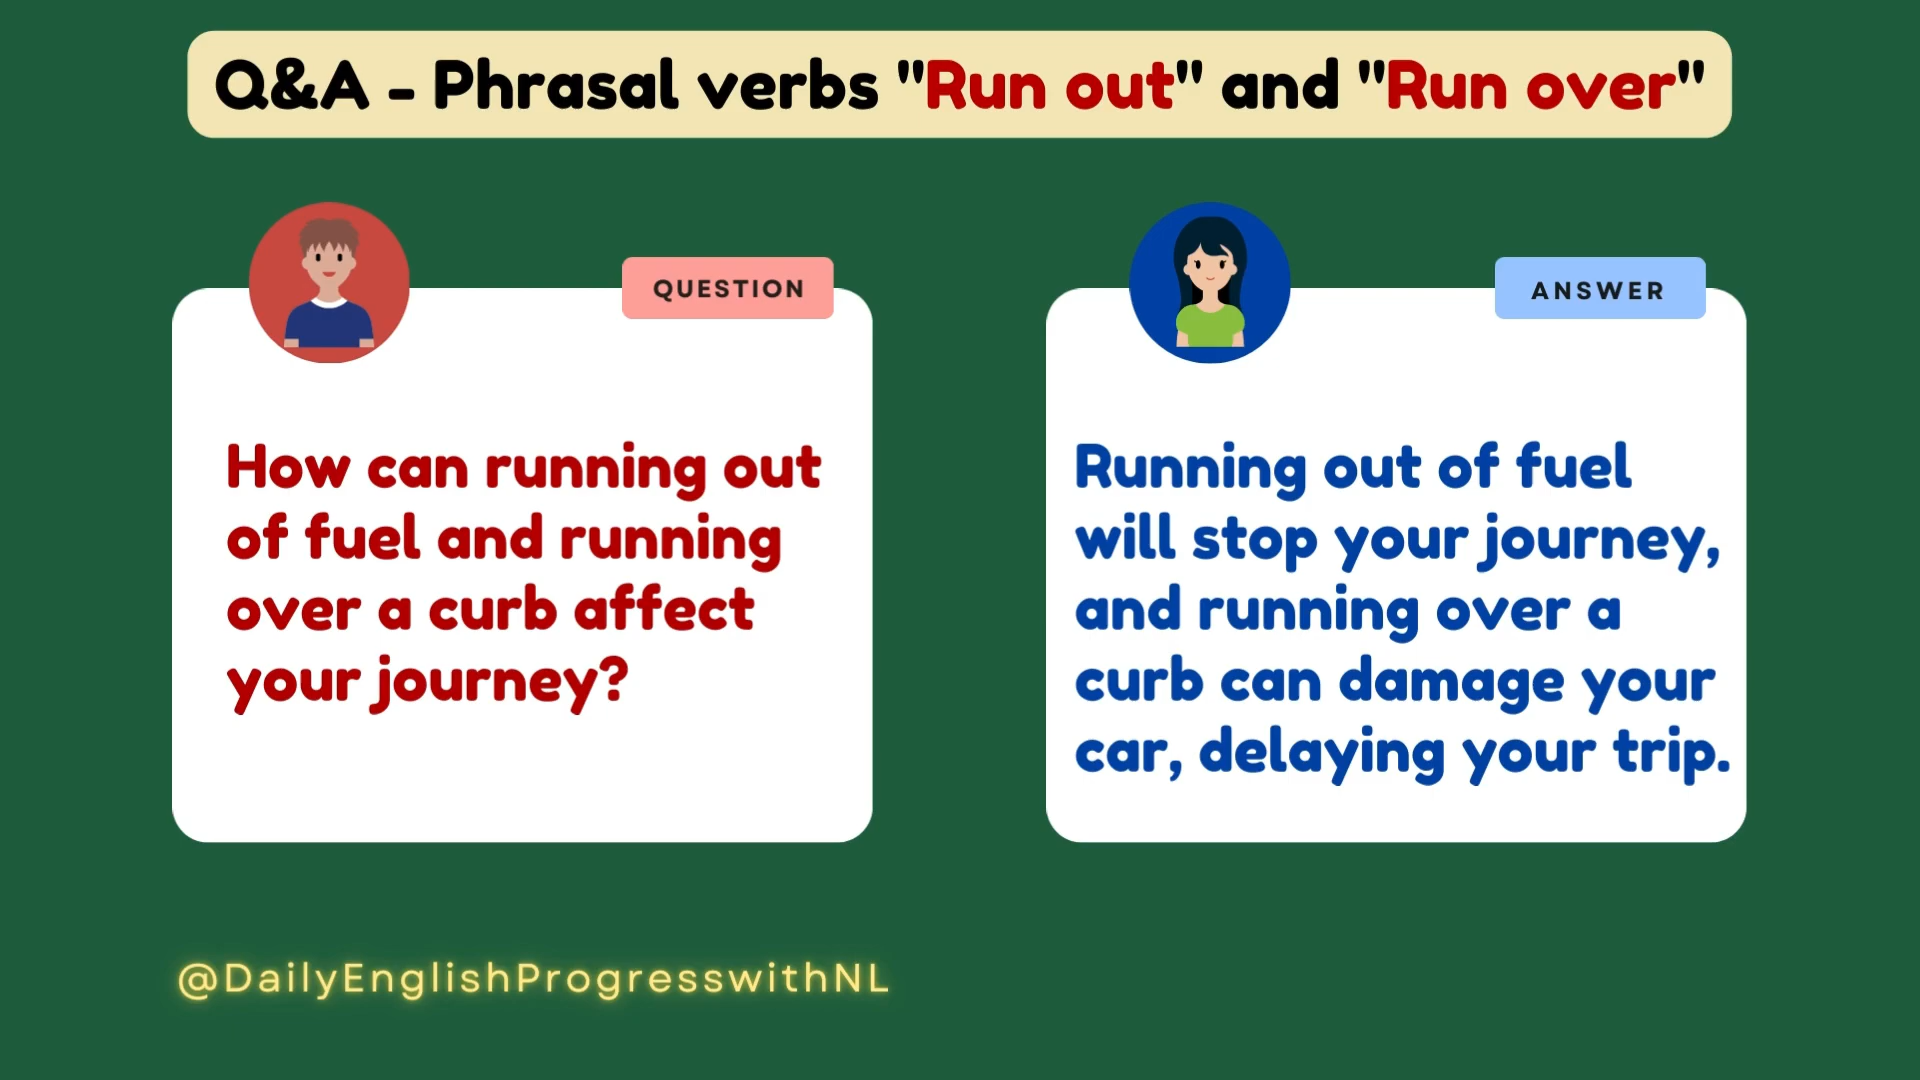 Q&A - Phrasal verbs "Run out" and "Run over"
QUESTION
How can running out
of fuel and running
over a curb affect
your journey?
ANSWER
Running out of fuel
will stop your journey,
and running over a
curb can damage your
car, delaying your trip.
@DailyEnglishProgresswithNL